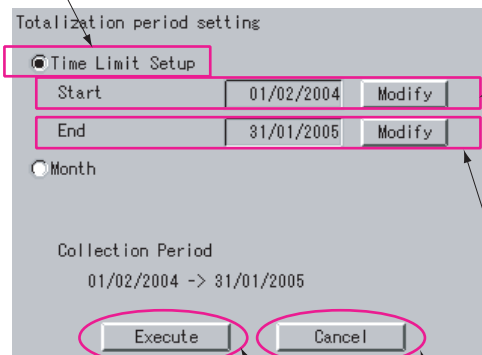 Totalization period setting
Time Limit Setup
Start 01/02/2004 Modify
End 31/01/2005 Modify
Month
Collection Period
01/02/2004 -> 31/01/2005
Execute Cancel